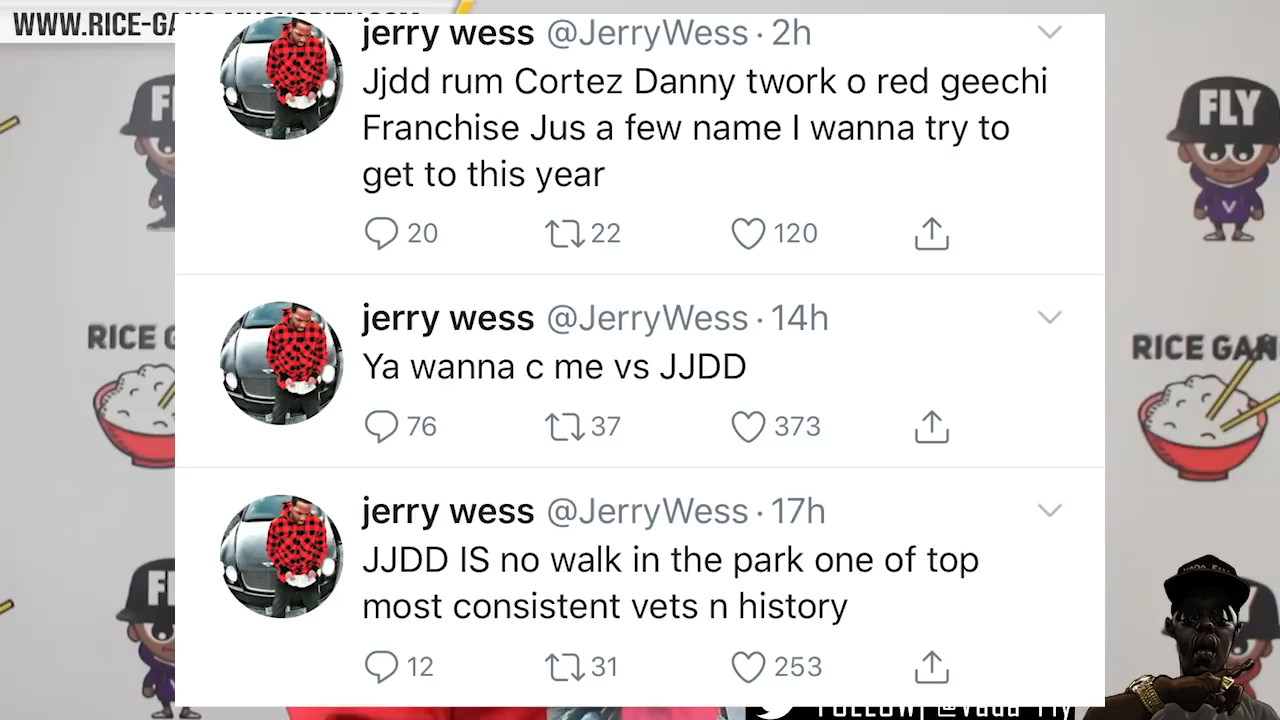 jerry wess @JerryWess · 2h
Jjdd rum Cortez Danny twork o red geechi
Franchise Jus a few name I wanna try to
get to this year
20 22 120
jerry wess @JerryWess · 14h
Ya wanna c me vs JJDD
76 37 373
jerry wess @JerryWess · 17h
JJDD IS no walk in the park one of top
most consistent vets n history
12 31 253
FLY
V
RICE
RICE GAN